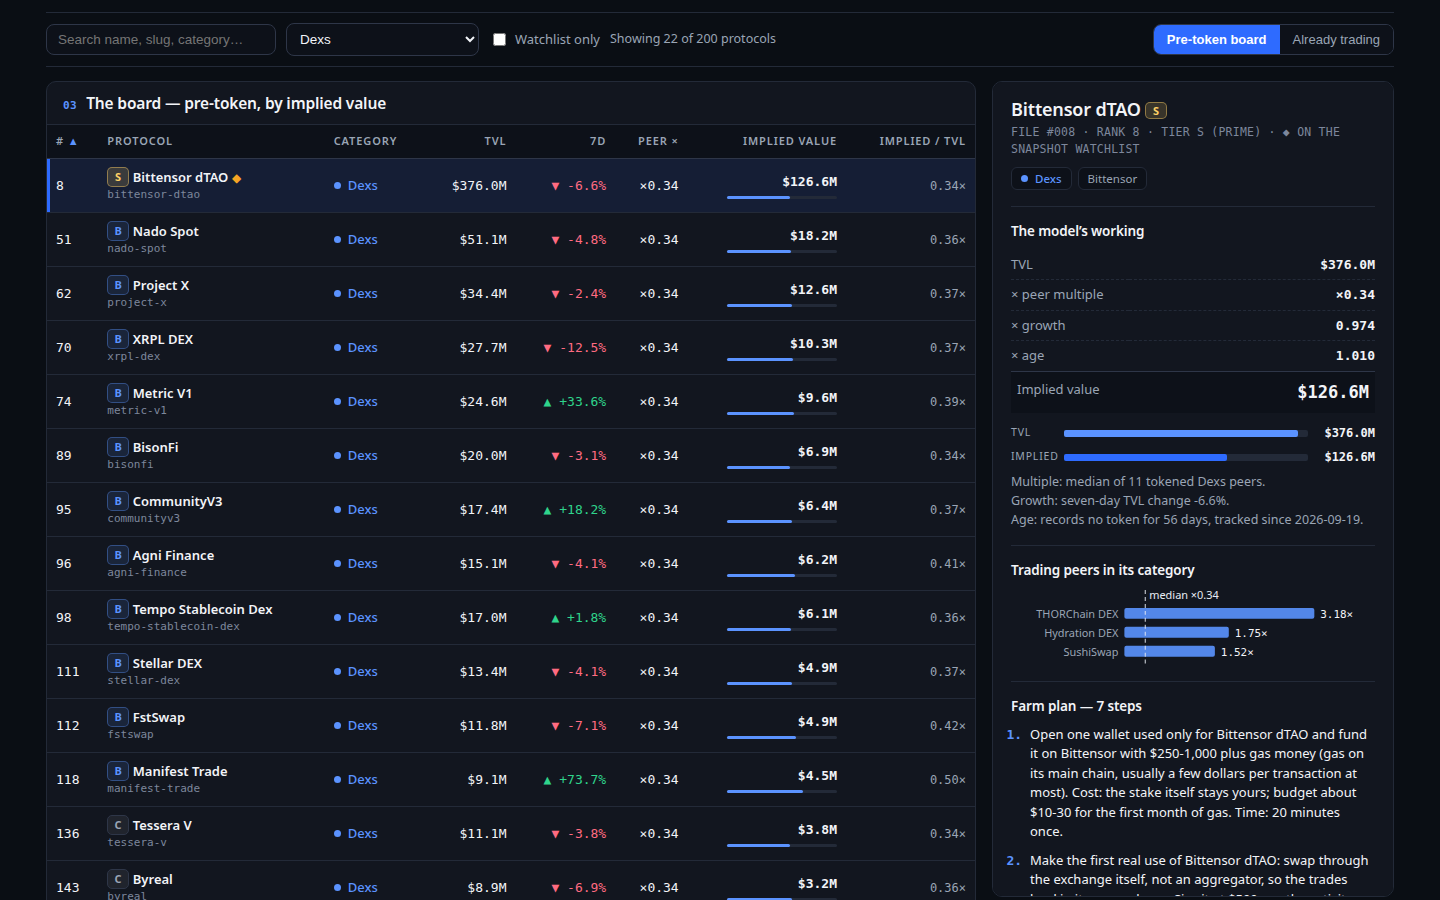 Search name, slug, category…
Dexs
Watchlist only
Showing 22 of 200 protocols
Pre-token board
Already trading
03 The board — pre-token, by implied value
# ▲ PROTOCOL CATEGORY TVL 7D PEER × IMPLIED VALUE IMPLIED / TVL
8 S Bittensor dTAO ◆ Dexs $376.0M ▼ -6.6% ×0.34 $126.6M 0.34×
bittensor-dtao
51 B Nado Spot Dexs $51.1M ▼ -4.8% ×0.34 $18.2M 0.36×
nado-spot
62 B Project X Dexs $34.4M ▼ -2.4% ×0.34 $12.6M 0.37×
project-x
70 B XRPL DEX Dexs $27.7M ▼ -12.5% ×0.34 $10.3M 0.37×
xrpl-dex
74 B Metric V1 Dexs $24.6M ▲ +33.6% ×0.34 $9.6M 0.39×
metric-v1
89 B BisonFi Dexs $20.0M ▼ -3.1% ×0.34 $6.9M 0.34×
bisonfi
95 B CommunityV3 Dexs $17.4M ▲ +18.2% ×0.34 $6.4M 0.37×
communityv3
96 B Agni Finance Dexs $15.1M ▼ -4.1% ×0.34 $6.2M 0.41×
agni-finance
98 B Tempo Stablecoin Dex Dexs $17.0M ▲ +1.8% ×0.34 $6.1M 0.36×
tempo-stablecoin-dex
111 B Stellar DEX Dexs $13.4M ▼ -4.1% ×0.34 $4.9M 0.37×
stellar-dex
112 B FstSwap Dexs $11.8M ▼ -7.1% ×0.34 $4.9M 0.42×
fstswap
118 B Manifest Trade Dexs $9.1M ▲ +73.7% ×0.34 $4.5M 0.50×
manifest-trade
136 C Tessera V Dexs $11.1M ▼ -3.8% ×0.34 $3.8M 0.34×
tessera-v
143 C Byreal Dexs $8.9M ▼ -6.9% ×0.34 $3.2M 0.36×
byreal
Bittensor dTAO S
FILE #008 · RANK 8 · TIER S (PRIME) · ◆ ON THE
SNAPSHOT WATCHLIST
Dexs
Bittensor
The model's working
TVL $376.0M
× peer multiple ×0.34
× growth 0.974
× age 1.010
Implied value $126.6M
TVL $376.0M
IMPLIED $126.6M
Multiple: median of 11 tokened Dexs peers.
Growth: seven-day TVL change -6.6%.
Age: records no token for 56 days, tracked since 2026-09-19.
Trading peers in its category
median ×0.34
THORChain DEX 3.18×
Hydration DEX 1.75×
SushiSwap 1.52×
Farm plan — 7 steps
1. Open one wallet used only for Bittensor dTAO and fund
it on Bittensor with $250-1,000 plus gas money (gas on
its main chain, usually a few dollars per transaction at
most). Cost: the stake itself stays yours; budget about
$10-30 for the first month of gas. Time: 20 minutes
once.
2. Make the first real use of Bittensor dTAO: swap through
the exchange itself, not an aggregator, so the trades